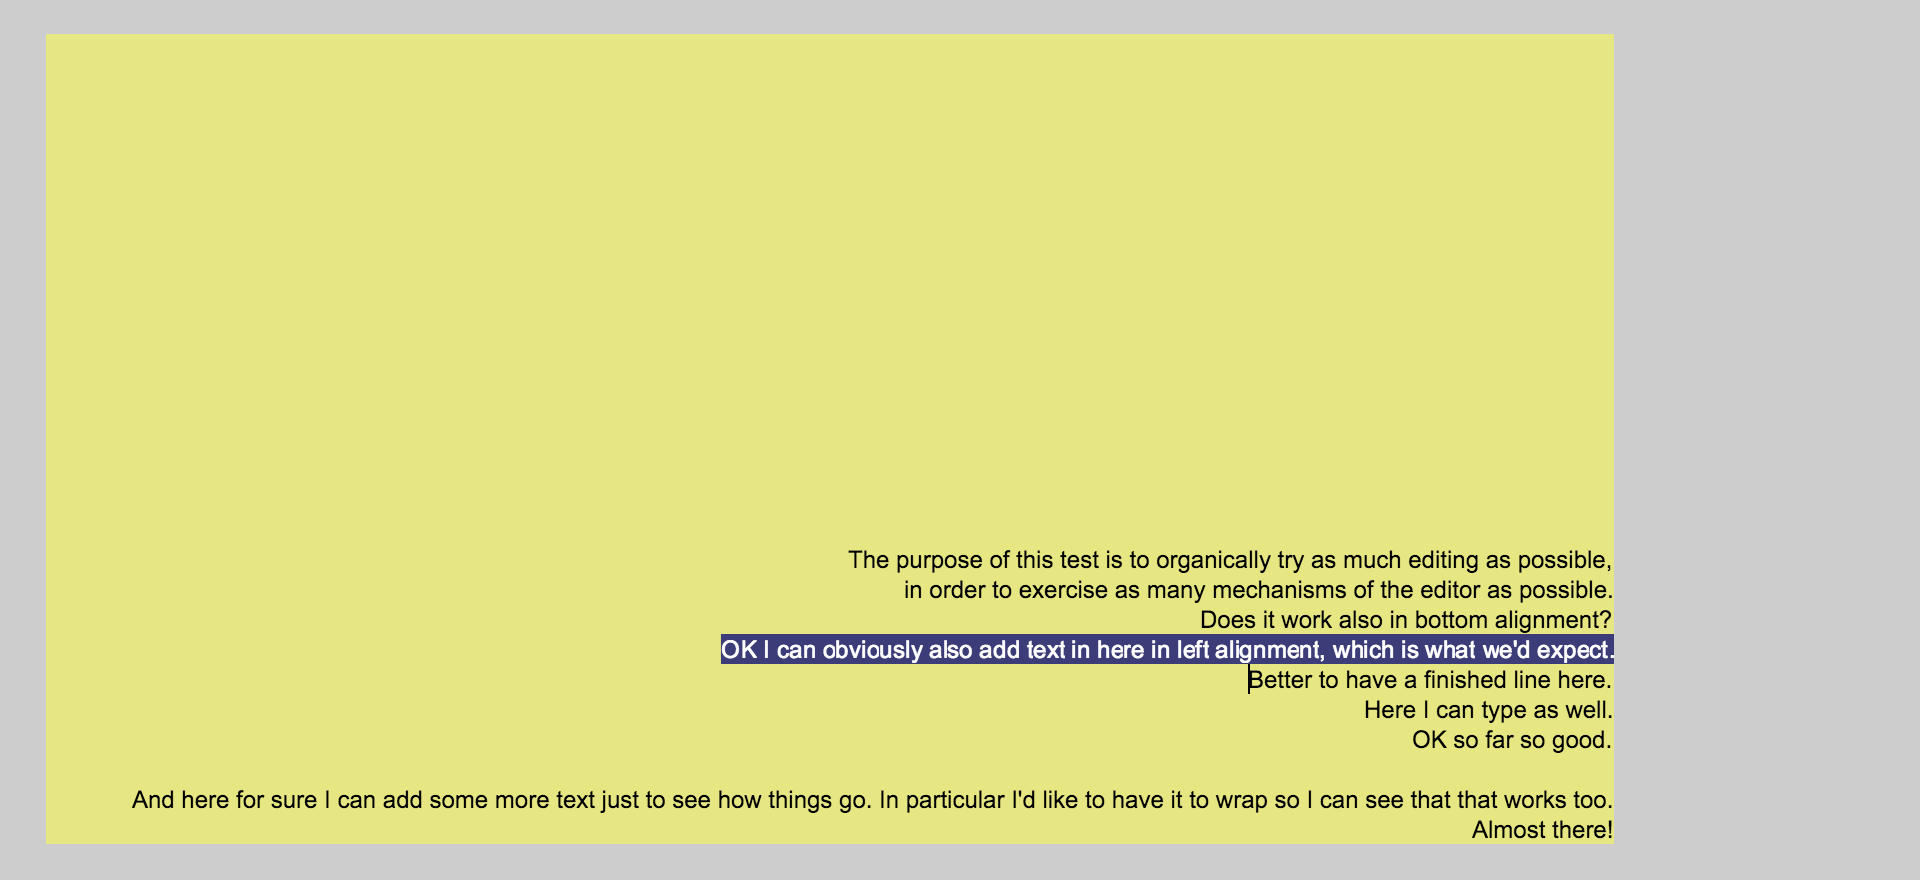 The purpose of this test is to organically try as much editing as possible,
in order to exercise as many mechanisms of the editor as possible.
Does it work also in bottom alignment?
OK I can obviously also add text in here in left alignment, which is what we'd expect.
Better to have a finished line here.
Here I can type as well.
OK so far so good.
And here for sure I can add some more text just to see how things go. In particular I'd like to have it to wrap so I can see that that works too.
Almost there!